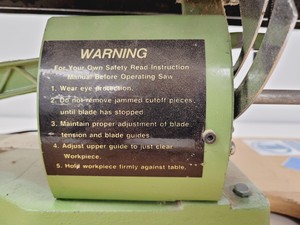 WARNING
For Your Own Safety Read Instruction
Manual Before Operating Saw
1. Wear eye protection.
2. Do not remove jammed cutoff pieces
until blade has stopped
3. Maintain proper adjustment of blade
tension and blade guides.
4. Adjust upper guide to just clear
Workpiece.
5. Hold workpiece firmly against table.